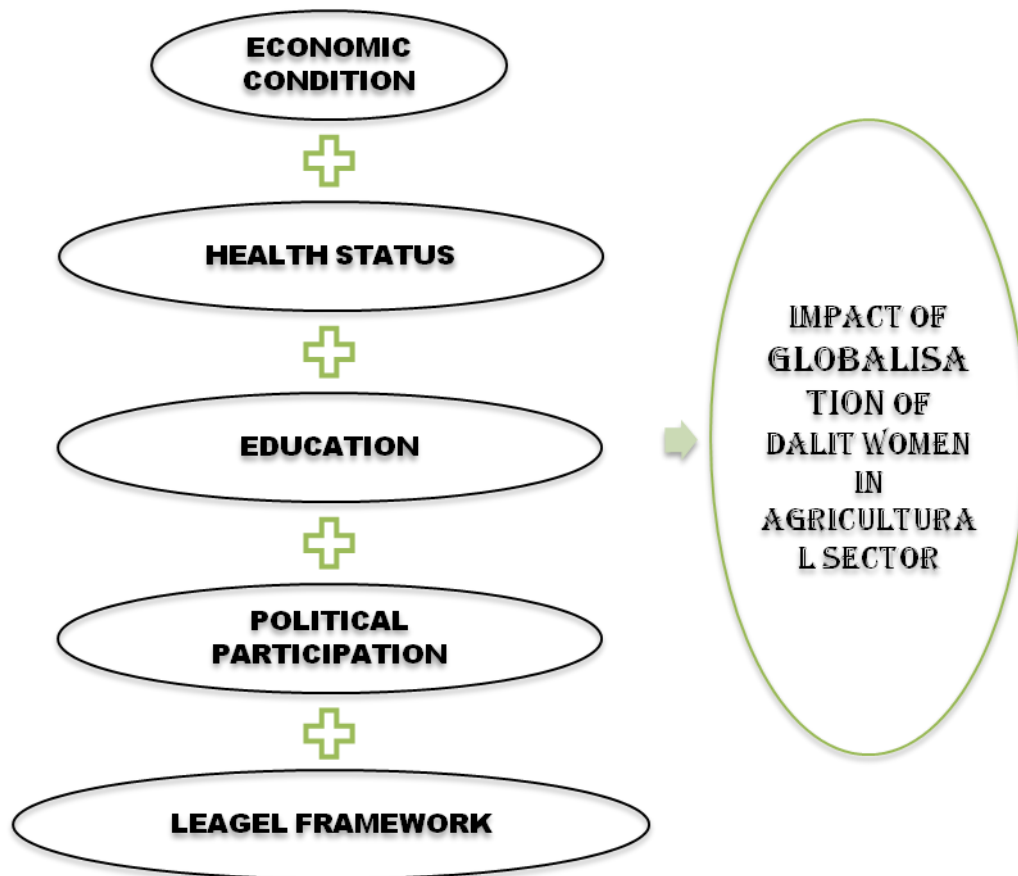 ECONOMIC
CONDITION
HEALTH STATUS
EDUCATION
POLITICAL
PARTICIPATION
LEAGEL FRAMEWORK
IMPACT OF
GLOBALISA
TION OF
DALIT WOMEN
IN
AGRICULTURA
L SECTOR